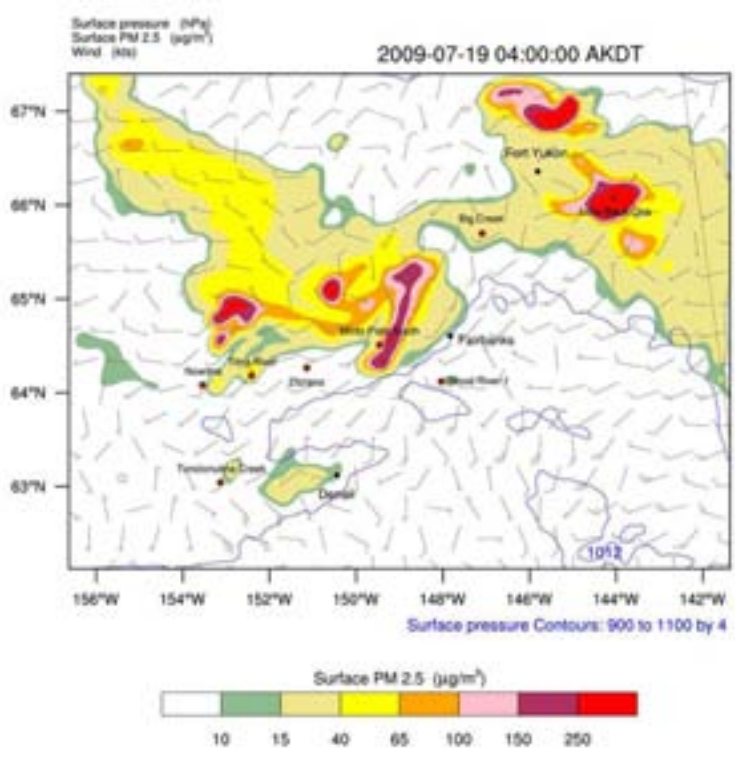 Surface pressure (hPa)
Surface PM 2.5 (µg/m³)
Wind (kts)
2009-07-19 04:00:00 AKDT
67°N
Fort Yukon
66°N
Big Creek
65°N
Fairbanks
64°N
Wood River 1
63°N
Denali
1012
156°W 154°W 152°W 150°W 148°W 146°W 144°W 142°W
Surface pressure Contours: 900 to 1100 by 4
Surface PM 2.5 (µg/m³)
10 15 40 65 100 150 250